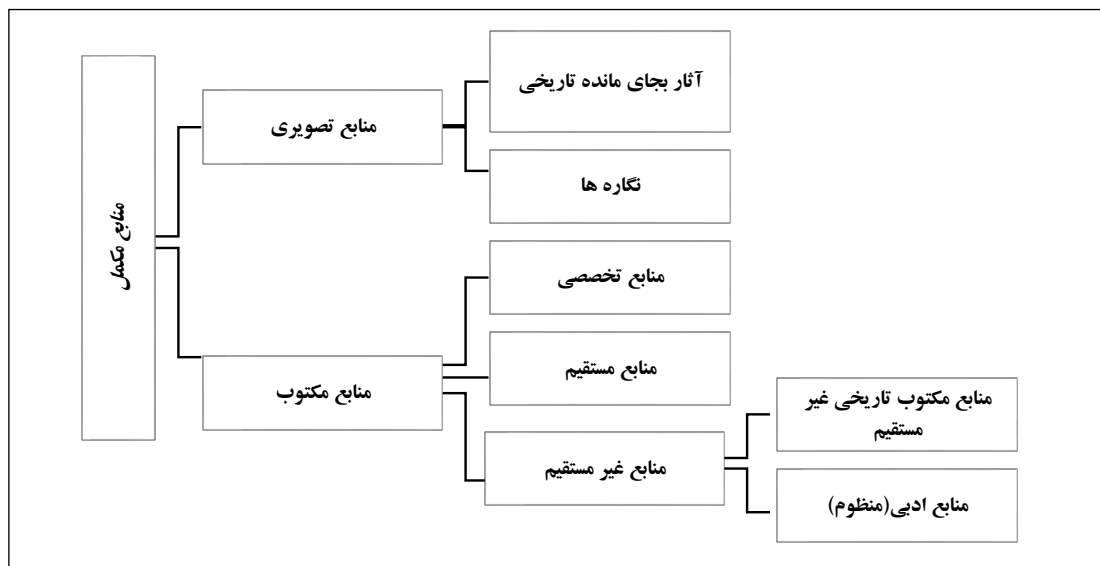 منابع مکمل
منابع تصویری
آثار بجای مانده تاریخی
نگاره ها
منابع مکتوب
منابع تخصصی
منابع مستقیم
منابع غیر مستقیم
منابع مکتوب تاریخی غیر
مستقیم
منابع ادبی(منظوم)